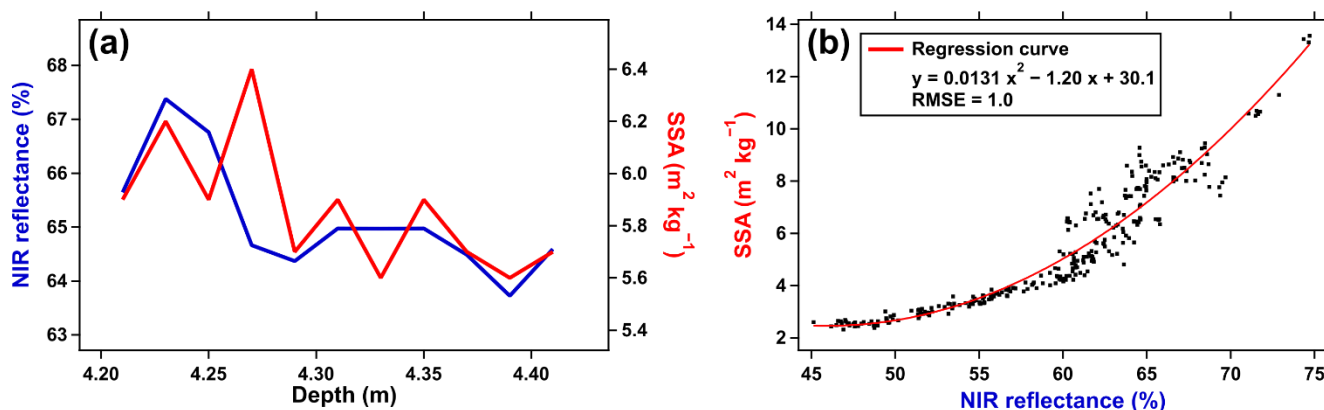 (a)
NIR reflectance (%)
68
67
66
65
64
63
6.4
6.2
6.0
5.8
5.6
5.4
SSA (m² kg⁻¹)
4.20 4.25 4.30 4.35 4.40
Depth (m)
(b)
Regression curve
y = 0.0131 x² − 1.20 x + 30.1
RMSE = 1.0
SSA (m² kg⁻¹)
14
12
10
8
6
4
2
45 50 55 60 65 70 75
NIR reflectance (%)